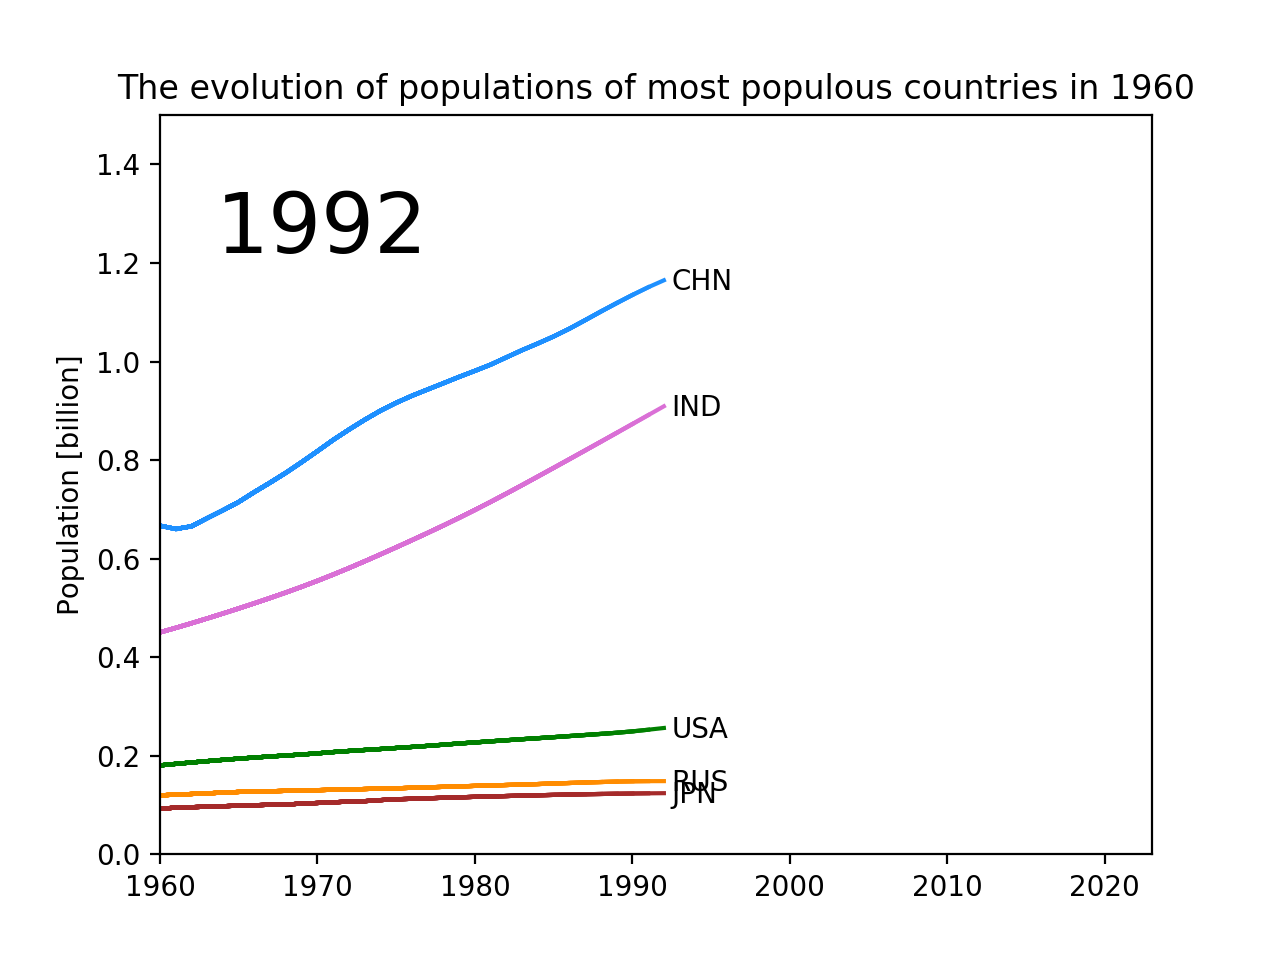 The evolution of populations of most populous countries in 1960
1.4
1992
1.2
CHN
1.0
IND
0.8
Population [billion]
0.6
0.4
USA
0.2
RUS
JPN
0.0
1960 1970 1980 1990 2000 2010 2020